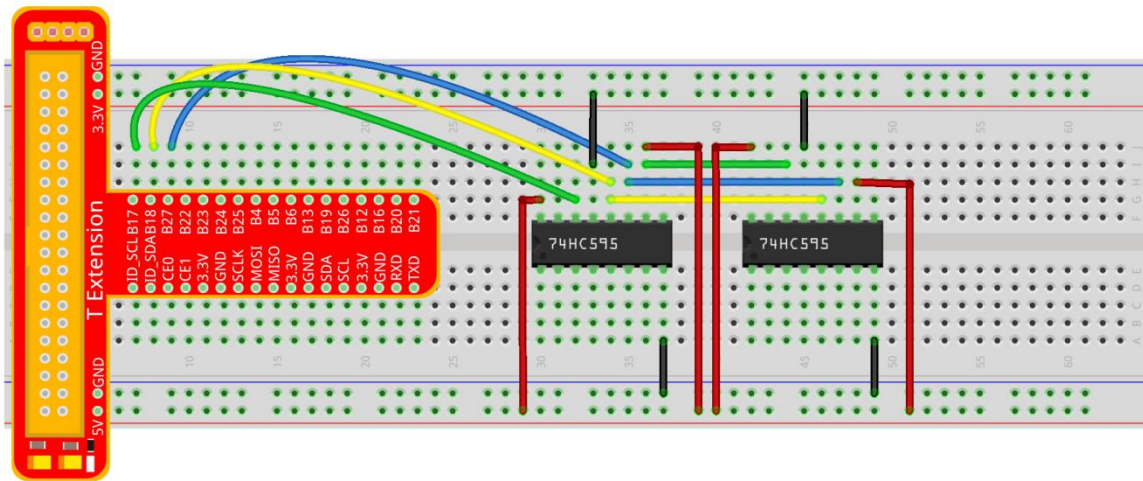 GND
3.3V
10 15 20 25 35 40 50 55 60
J
I
H
G
F
T Extension
B17 B18 B27 B22 B23 B24 B25 B4 B5 B6 B13 B19 B26 B12 B16 B20 B21
ID_SCL ID_SDA CE0 CE1 3.3V GND SCLK MOSI MISO 3.3V GND SDA SCL 3.3V GND RXD TXD
74HC595
74HC595
E
D
C
B
A
10 15 20 25 30 35 45 50 55 60
GND
5V